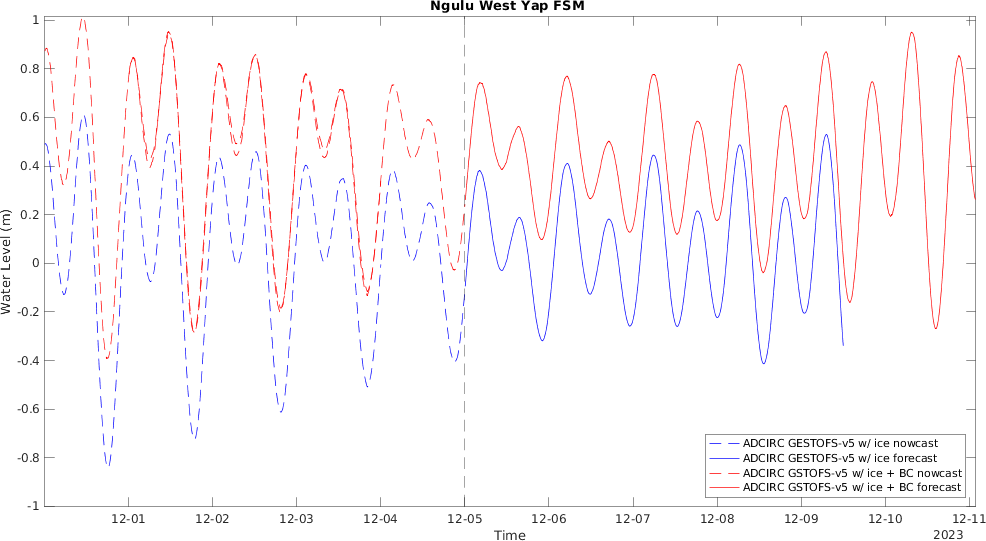 Ngulu West Yap FSM
1
0.8
0.6
0.4
0.2
0
-0.2
-0.4
-0.6
-0.8
-1
Water Level (m)
12-01 12-02 12-03 12-04 12-05 12-06 12-07 12-08 12-09 12-10 12-11
Time
2023
ADCIRC GESTOFS-v5 w/ ice nowcast
ADCIRC GESTOFS-v5 w/ ice forecast
ADCIRC GSTOFS-v5 w/ ice + BC nowcast
ADCIRC GSTOFS-v5 w/ ice + BC forecast